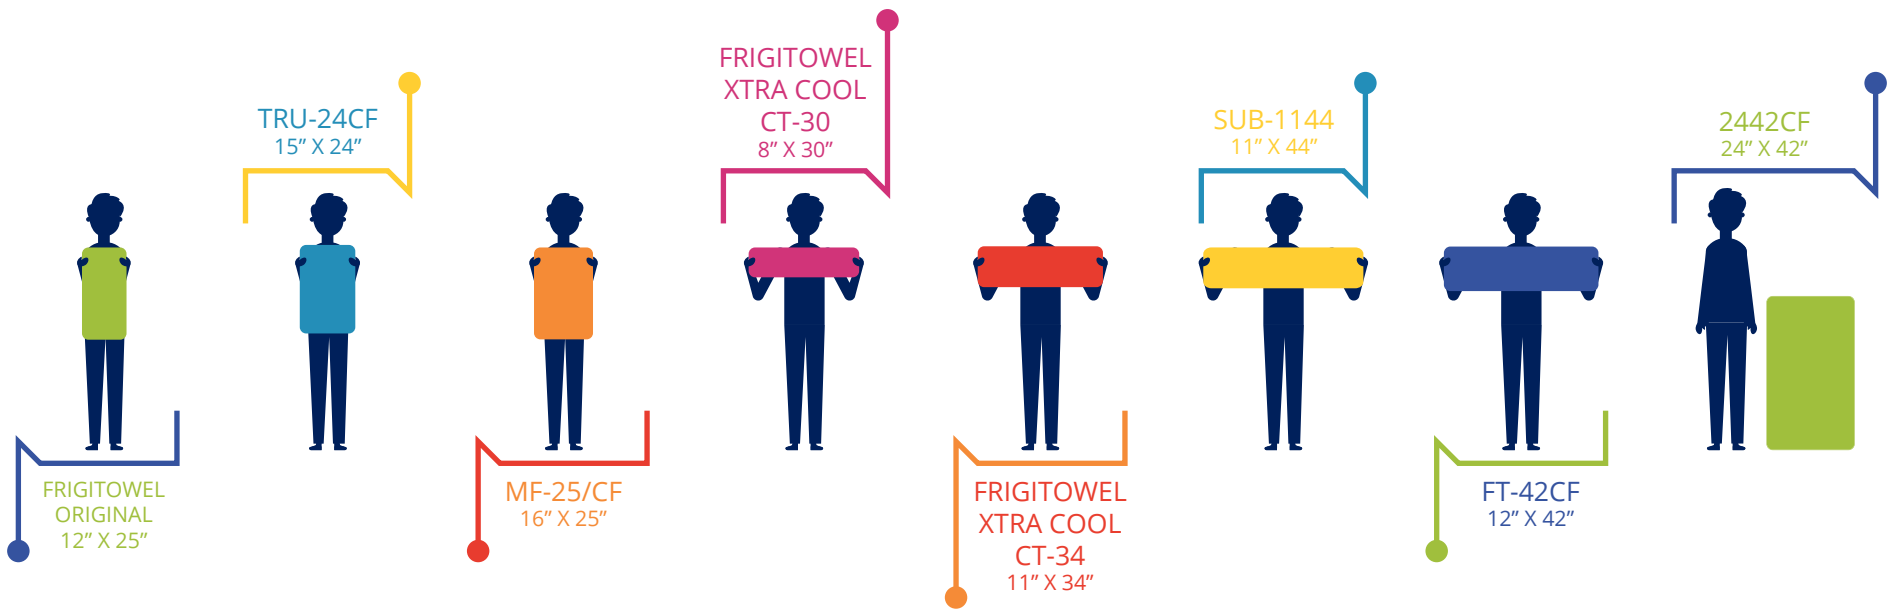 FRIGITOWEL
ORIGINAL
12” X 25”
TRU-24CF
15” X 24”
MF-25/CF
16” X 25”
FRIGITOWEL
XTRA COOL
CT-30
8” X 30”
FRIGITOWEL
XTRA COOL
CT-34
11” X 34”
SUB-1144
11” X 44”
FT-42CF
12” X 42”
2442CF
24” X 42”